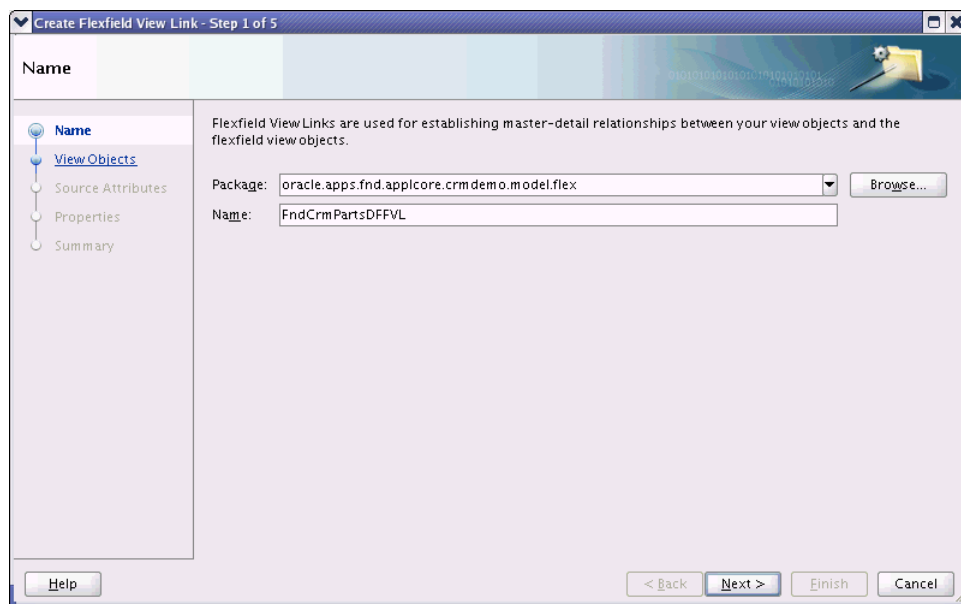 Create Flexfield View Link - Step 1 of 5
Name
Name
View Objects
Source Attributes
Properties
Summary
Flexfield View Links are used for establishing master-detail relationships between your view objects and the
flexfield view objects.
Package: oracle.apps.fnd.applcore.crmdemo.model.flex Browse...
Name: FndCrmPartsDFFVL
Help < Back Next > Finish Cancel